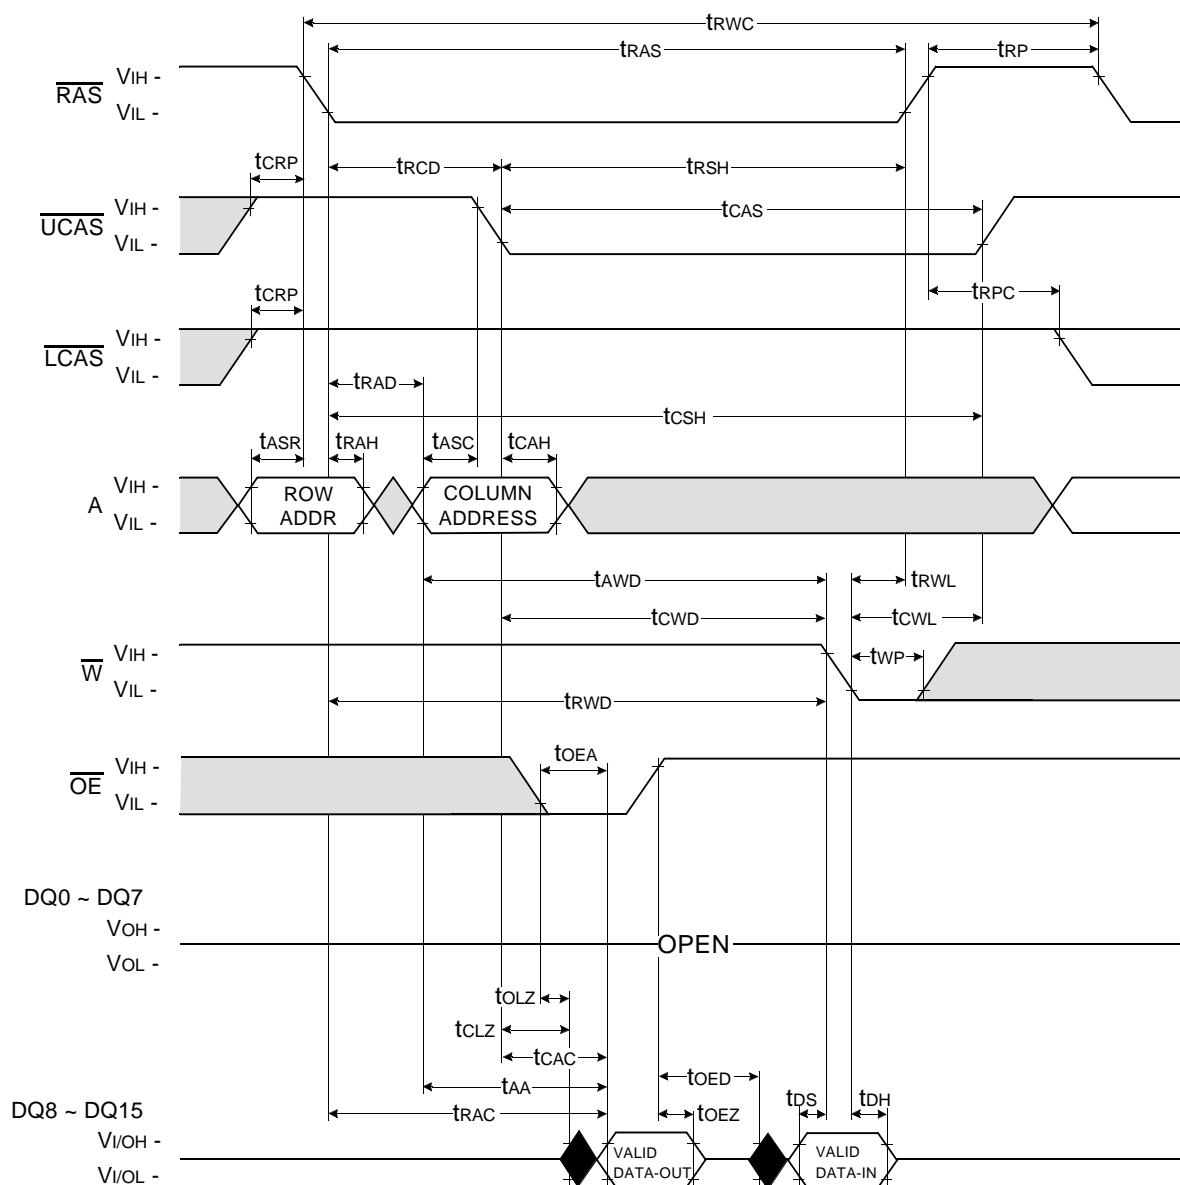 tRWC
tRAS
tRP
RAS
VIH -
VIL -
tCRP
tRCD
tRSH
UCAS
VIH -
VIL -
tCAS
tCRP
tRPC
LCAS
VIH -
VIL -
tRAD
tCSH
tASR
tRAH
tASC
tCAH
A
VIH -
VIL -
ROW
ADDR
COLUMN
ADDRESS
tAWD
tRWL
tCWD
tCWL
W
VIH -
VIL -
tWP
tRWD
tOEA
OE
VIH -
VIL -
DQ0 ~ DQ7
VOH -
VOL -
OPEN
tOLZ
tCLZ
tCAC
tAA
tOED
tRAC
tOEZ
tDS
tDH
DQ8 ~ DQ15
VI/OH -
VI/OL -
VALID
DATA-OUT
VALID
DATA-IN